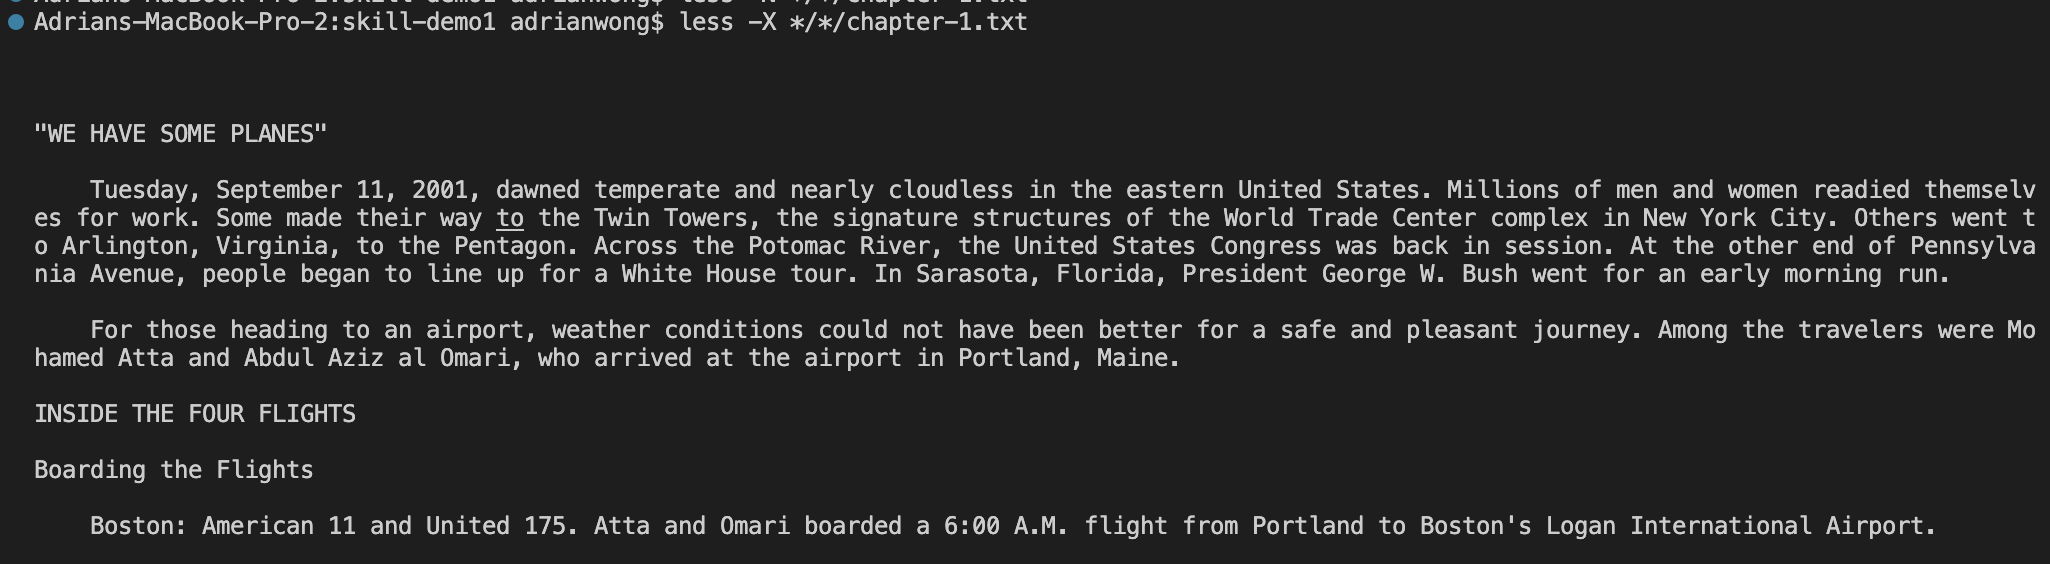 Adrians-MacBook-Pro-2:skill-demo1 adrianwong$ less -X */*/chapter-1.txt
"WE HAVE SOME PLANES"
Tuesday, September 11, 2001, dawned temperate and nearly cloudless in the eastern United States. Millions of men and women readied themselv
es for work. Some made their way to the Twin Towers, the signature structures of the World Trade Center complex in New York City. Others went t
o Arlington, Virginia, to the Pentagon. Across the Potomac River, the United States Congress was back in session. At the other end of Pennsylva
nia Avenue, people began to line up for a White House tour. In Sarasota, Florida, President George W. Bush went for an early morning run.
For those heading to an airport, weather conditions could not have been better for a safe and pleasant journey. Among the travelers were Mo
hamed Atta and Abdul Aziz al Omari, who arrived at the airport in Portland, Maine.
INSIDE THE FOUR FLIGHTS
Boarding the Flights
Boston: American 11 and United 175. Atta and Omari boarded a 6:00 A.M. flight from Portland to Boston's Logan International Airport.